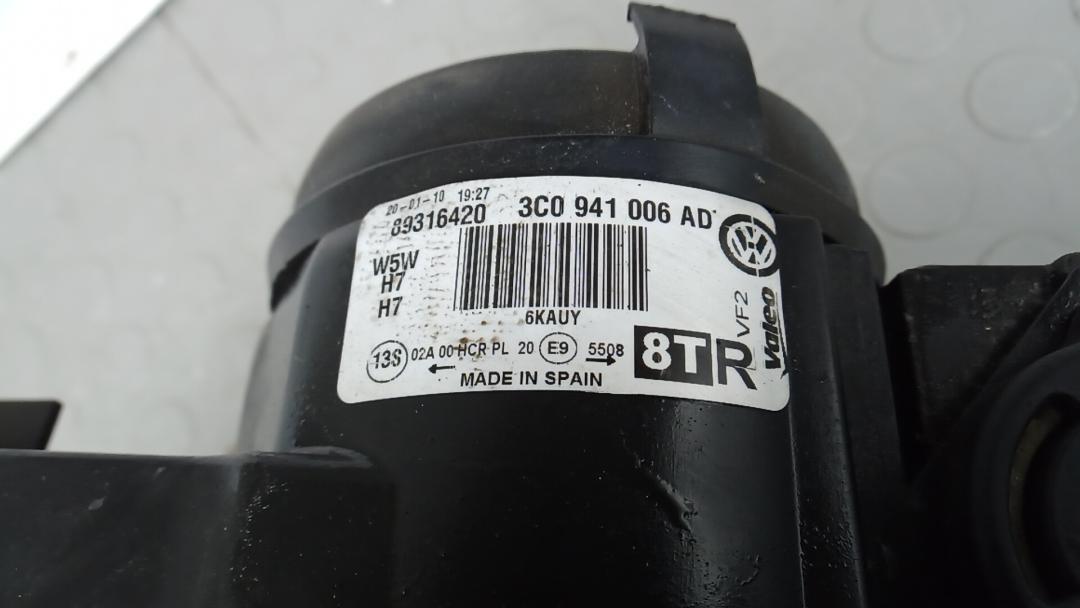 20-01-10 19:27
89316420 3C0 941 006 AD
W5W
H7
H7
6KAUY
13S 02A 00 HCR PL 20 E9 5508
MADE IN SPAIN
8T R
VF2
Valeo